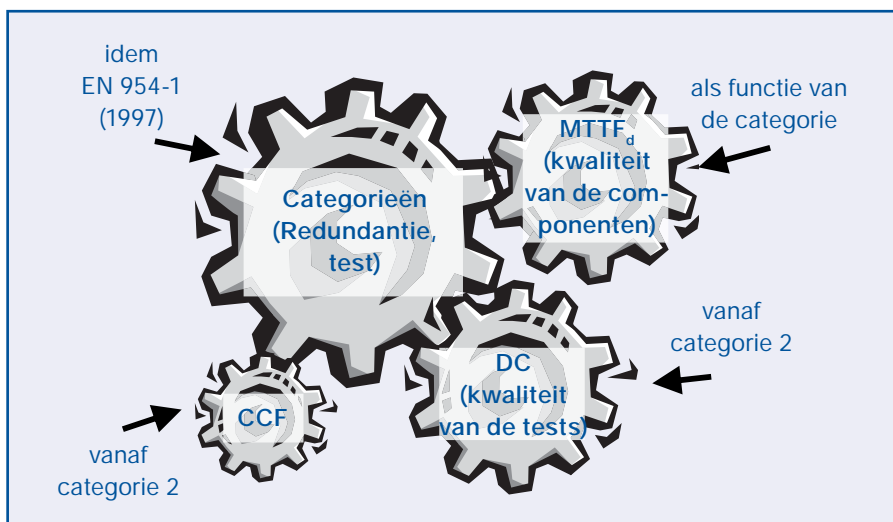 idem
EN 954-1
(1997)
Categorieën
(Redundantie,
test)
MTTFd
(kwaliteit
van de com-
ponenten)
als functie van
de categorie
DC
(kwaliteit
van de tests)
vanaf
categorie 2
CCF
vanaf
categorie 2